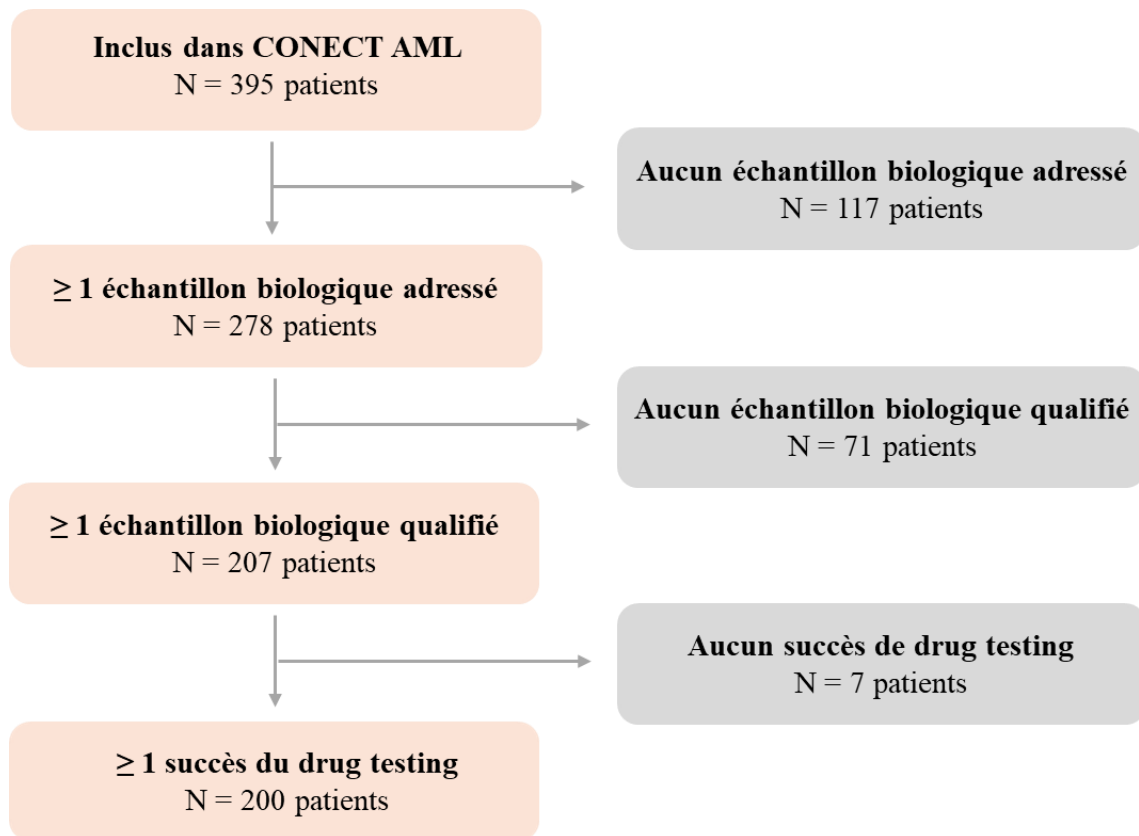 Inclus dans CONECT AML
N = 395 patients
Aucun échantillon biologique adressé
N = 117 patients
≥ 1 échantillon biologique adressé
N = 278 patients
Aucun échantillon biologique qualifié
N = 71 patients
≥ 1 échantillon biologique qualifié
N = 207 patients
Aucun succès de drug testing
N = 7 patients
≥ 1 succès du drug testing
N = 200 patients